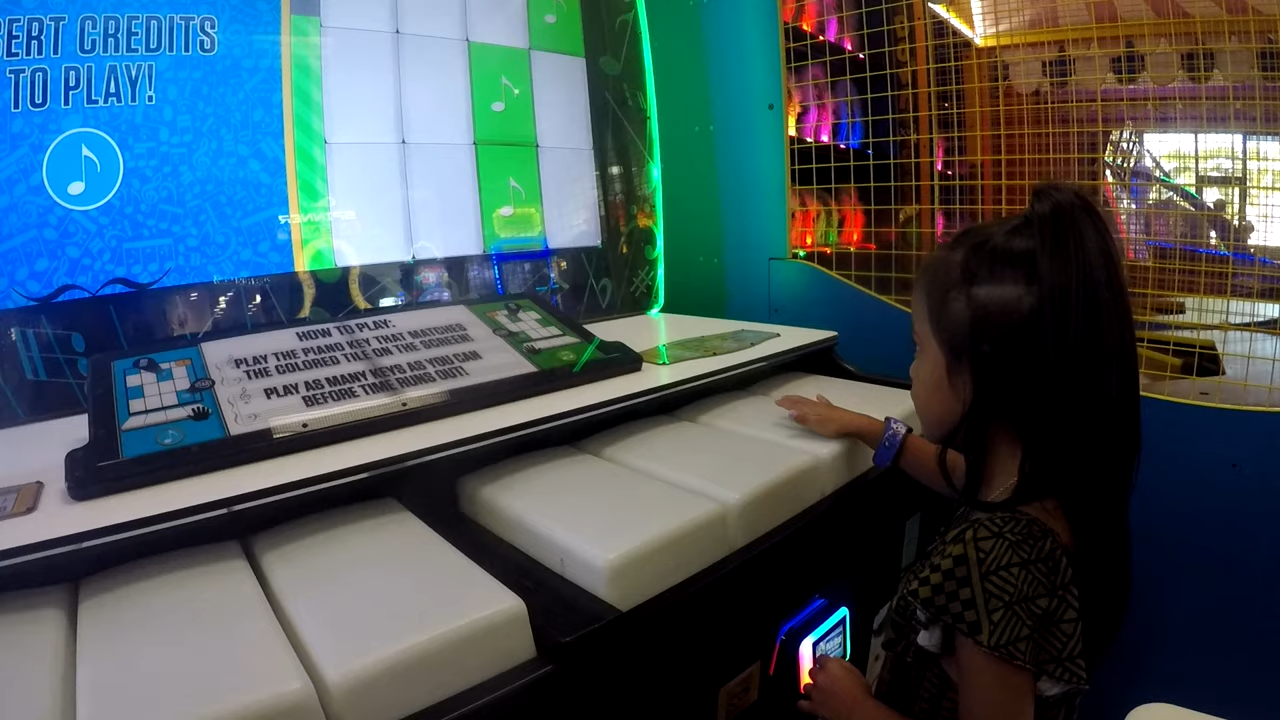 ERT CREDITS
TO PLAY!
SPINNER
HOW TO PLAY:
PLAY THE PIANO KEY THAT MATCHES
THE COLORED TILE ON THE SCREEN!
PLAY AS MANY KEYS AS YOU CAN
BEFORE TIME RUNS OUT!